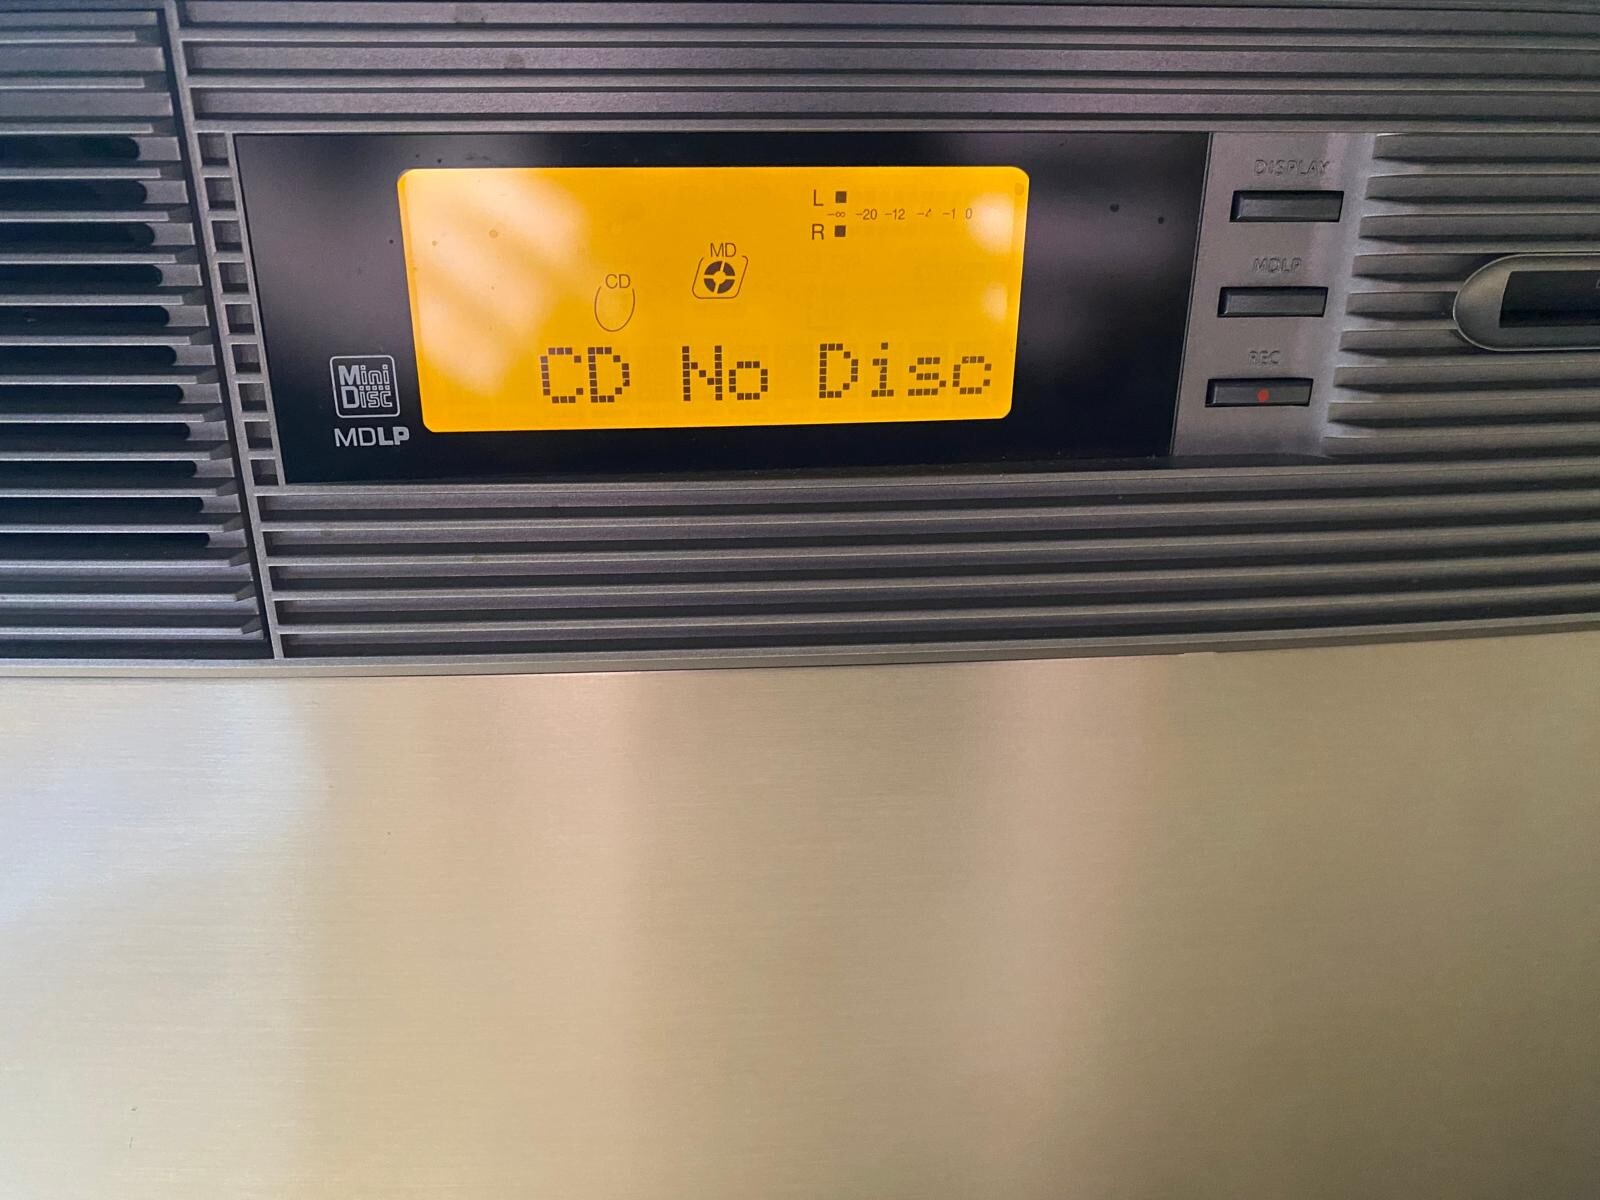 L
-∞ -20 -12 -4 -1 0
R
MD
CD
CD No Disc
Mini
Disc
MDLP
DISPLAY
MDLP
REC